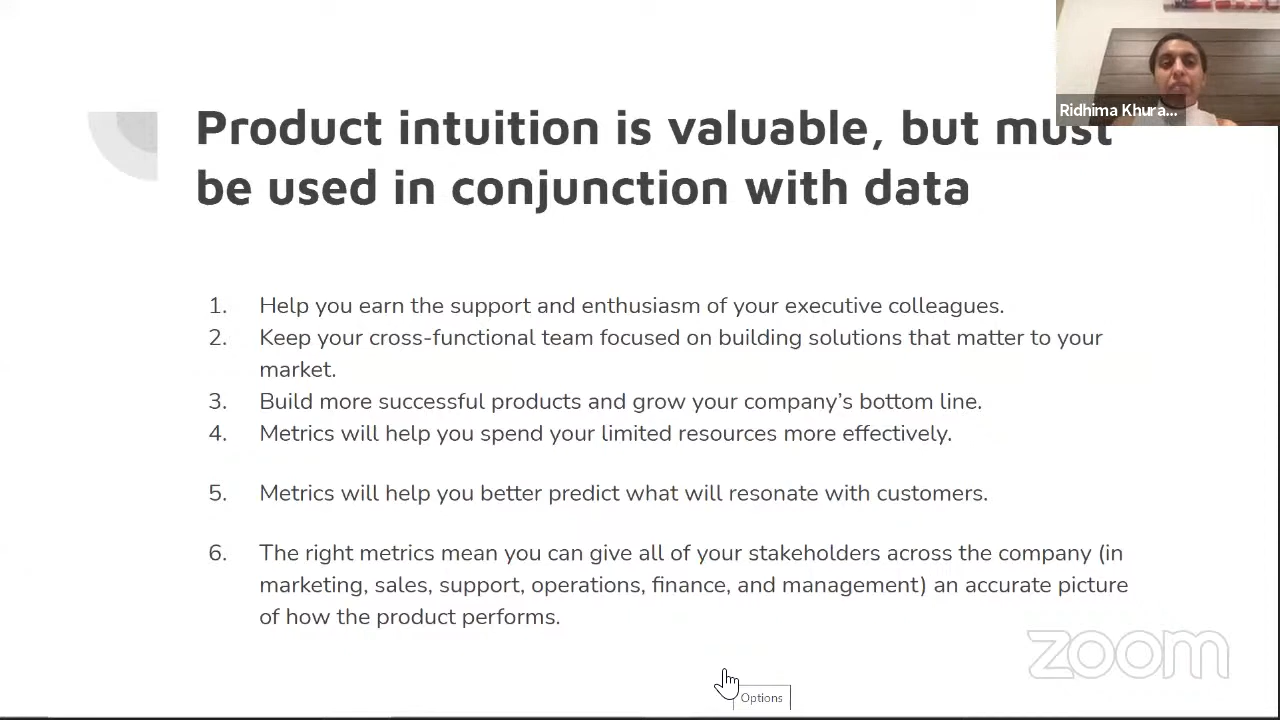 Ridhima Khura...
Product intuition is valuable, but must
be used in conjunction with data
1. Help you earn the support and enthusiasm of your executive colleagues.
2. Keep your cross-functional team focused on building solutions that matter to your
market.
3. Build more successful products and grow your company’s bottom line.
4. Metrics will help you spend your limited resources more effectively.
5. Metrics will help you better predict what will resonate with customers.
6. The right metrics mean you can give all of your stakeholders across the company (in
marketing, sales, support, operations, finance, and management) an accurate picture
of how the product performs.
zoom
Options